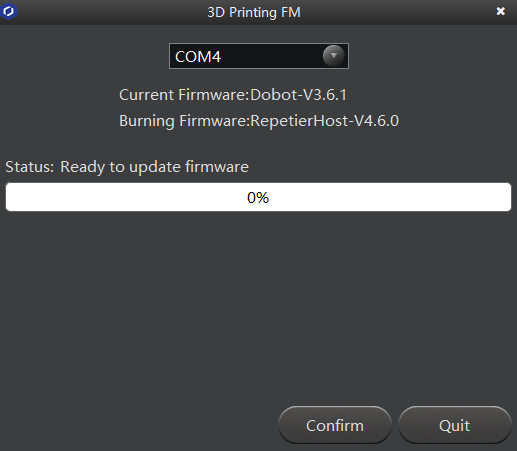 3D Printing FM
COM4
Current Firmware:Dobot-V3.6.1
Burning Firmware:RepetierHost-V4.6.0
Status: Ready to update firmware
0%
Confirm
Quit